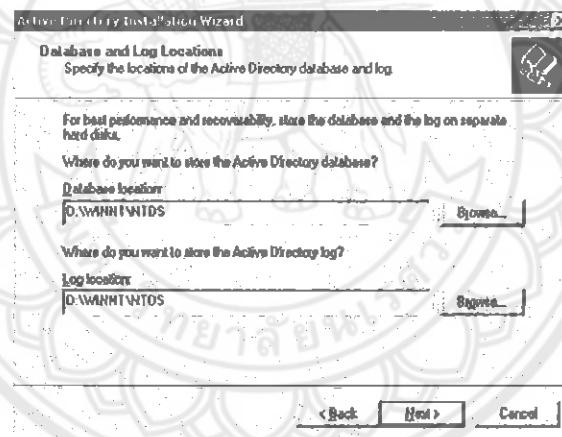 Active Directory Installation Wizard
Database and Log Locations
Specify the locations of the Active Directory database and log.
For best performance and recoverability, store the database and the log on separate
hard disks.
Where do you want to store the Active Directory database?
Database location:
D:\WINNT\NTDS
Browse...
Where do you want to store the Active Directory log?
Log location:
D:\WINNT\NTDS
Browse...
< Back
Next >
Cancel